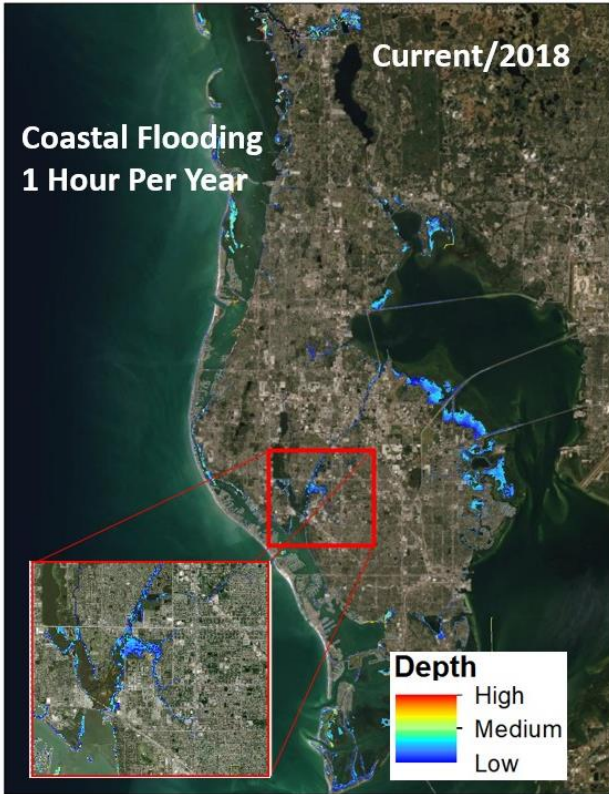 Current/2018
Coastal Flooding
1 Hour Per Year
Depth
High
Medium
Low